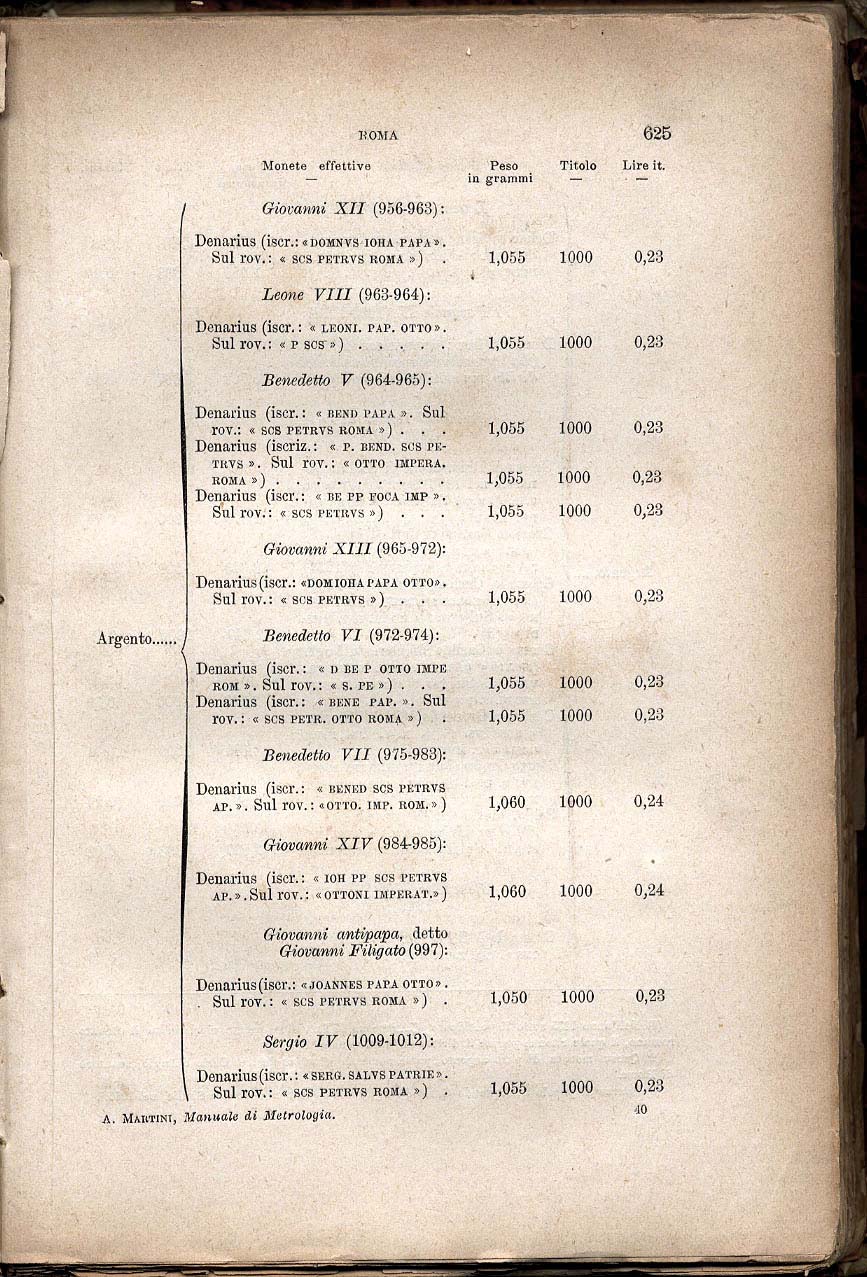 ROMA 625
Monete effettive Peso in grammi Titolo Lire it.
Giovanni XII (956-963):
Denarius (iscr.: «DOMNVS IOHA PAPA».
Sul rov.: « SCS PETRVS ROMA ») . 1,055 1000 0,23
Leone VIII (963-964):
Denarius (iscr.: « LEONI. PAP. OTTO».
Sul rov.: « P SCS ») . . . . . 1,055 1000 0,23
Benedetto V (964-965):
Denarius (iscr.: « BEND PAPA ». Sul
rov.: « SCS PETRVS ROMA ») . . . 1,055 1000 0,23
Denarius (iscriz.: « P. BEND. SCS PE-
TRVS ». Sul rov.: « OTTO IMPERA.
ROMA ») . . . . . . . . . 1,055 1000 0,23
Denarius (iscr.: « BE PP FOCA IMP ».
Sul rov.: « SCS PETRVS ») . . . 1,055 1000 0,23
Giovanni XIII (965-972):
Denarius (iscr.: «DOMIOHA PAPA OTTO».
Sul rov.: « SCS PETRVS ») . . . 1,055 1000 0,23
Argento...... Benedetto VI (972-974):
Denarius (iscr.: « D BE P OTTO IMPE
ROM ». Sul rov.: « S. PE ») . . . 1,055 1000 0,23
Denarius (iscr.: « BENE PAP. ». Sul
rov.: « SCS PETR. OTTO ROMA ») . 1,055 1000 0,23
Benedetto VII (975-983):
Denarius (iscr.: « BENED SCS PETRVS
AP. ». Sul rov.: «OTTO. IMP. ROM.») 1,060 1000 0,24
Giovanni XIV (984-985):
Denarius (iscr.: « IOH PP SCS PETRVS
AP.». Sul rov.: «OTTONI IMPERAT.») 1,060 1000 0,24
Giovanni antipapa, detto
Giovanni Filigato (997):
Denarius (iscr.: «JOANNES PAPA OTTO».
Sul rov.: « SCS PETRVS ROMA ») . 1,050 1000 0,23
Sergio IV (1009-1012):
Denarius (iscr.: «SERG. SALVS PATRIE».
Sul rov.: « SCS PETRVS ROMA ») . 1,055 1000 0,23
A. MARTINI, Manuale di Metrologia. 40